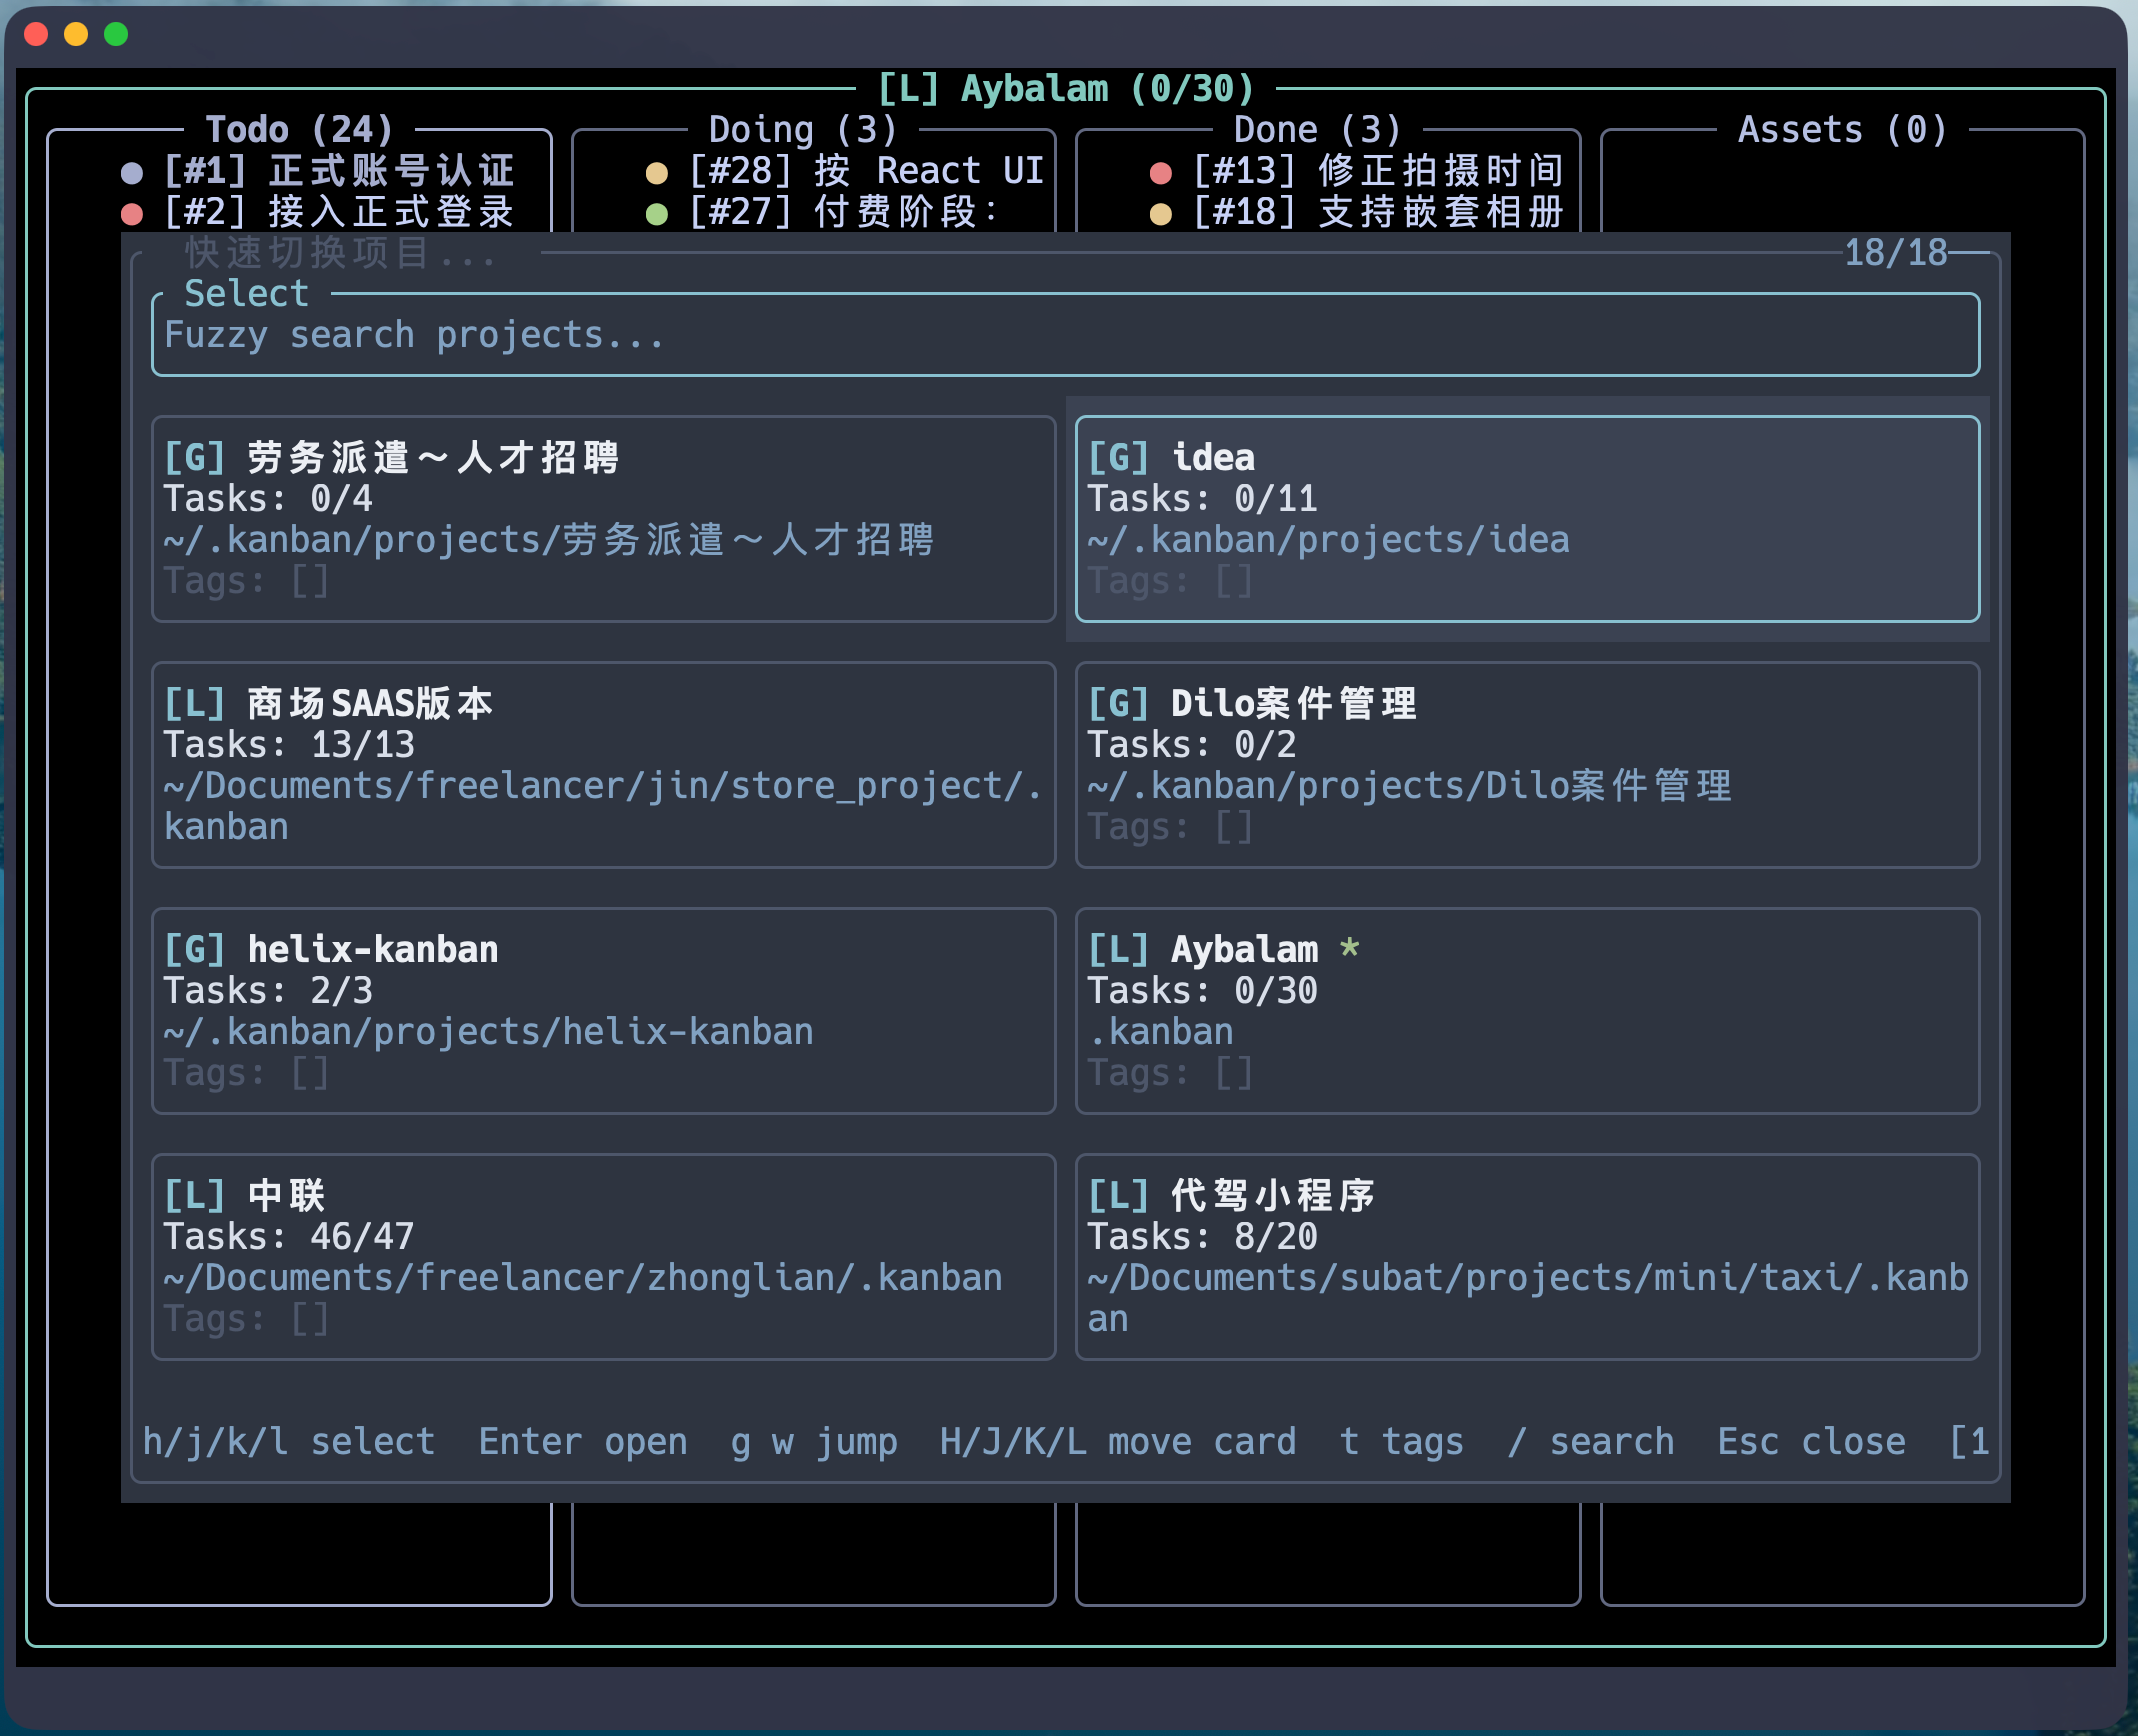 [L] Aybalam (0/30)
Todo (24)
[#1] 正式账号认证
[#2] 接入正式登录
Doing (3)
[#28] 按 React UI
[#27] 付费阶段：
Done (3)
[#13] 修正拍摄时间
[#18] 支持嵌套相册
Assets (0)
快速切换项目...
18/18
Select
Fuzzy search projects...
[G] 劳务派遣～人才招聘
Tasks: 0/4
~/.kanban/projects/劳务派遣～人才招聘
Tags: []
[G] idea
Tasks: 0/11
~/.kanban/projects/idea
Tags: []
[L] 商场SAAS版本
Tasks: 13/13
~/Documents/freelancer/jin/store_project/.
kanban
[G] Dilo案件管理
Tasks: 0/2
~/.kanban/projects/Dilo案件管理
Tags: []
[G] helix-kanban
Tasks: 2/3
~/.kanban/projects/helix-kanban
Tags: []
[L] Aybalam *
Tasks: 0/30
.kanban
Tags: []
[L] 中联
Tasks: 46/47
~/Documents/freelancer/zhonglian/.kanban
Tags: []
[L] 代驾小程序
Tasks: 8/20
~/Documents/subat/projects/mini/taxi/.kanb
an
h/j/k/l select  Enter open  g w jump  H/J/K/L move card  t tags  / search  Esc close  [1